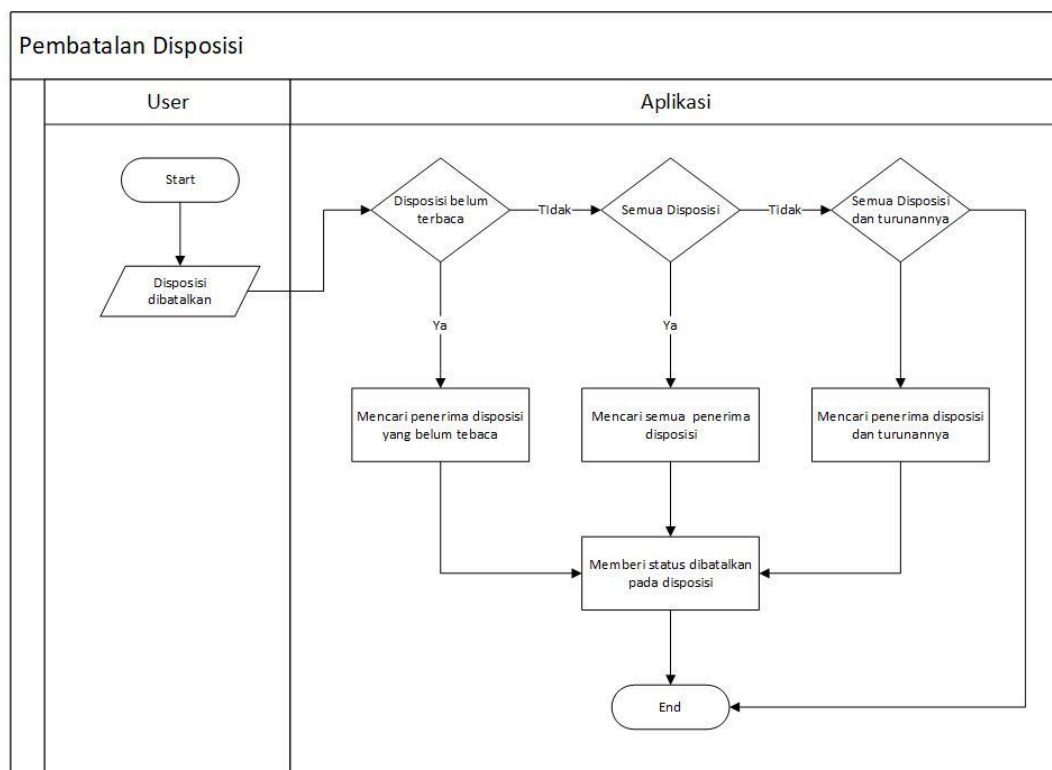 Pembatalan Disposisi
User
Aplikasi
Start
Disposisi
dibatalkan
Disposisi belum
terbaca
TIdak
Semua Disposisi
Tidak
Semua Disposisi
dan turunannya
Ya
Ya
Mencari penerima disposisi
yang belum tebaca
Mencari semua penerima
disposisi
Mencari penerima disposisi
dan turunannya
Memberi status dibatalkan
pada disposisi
End